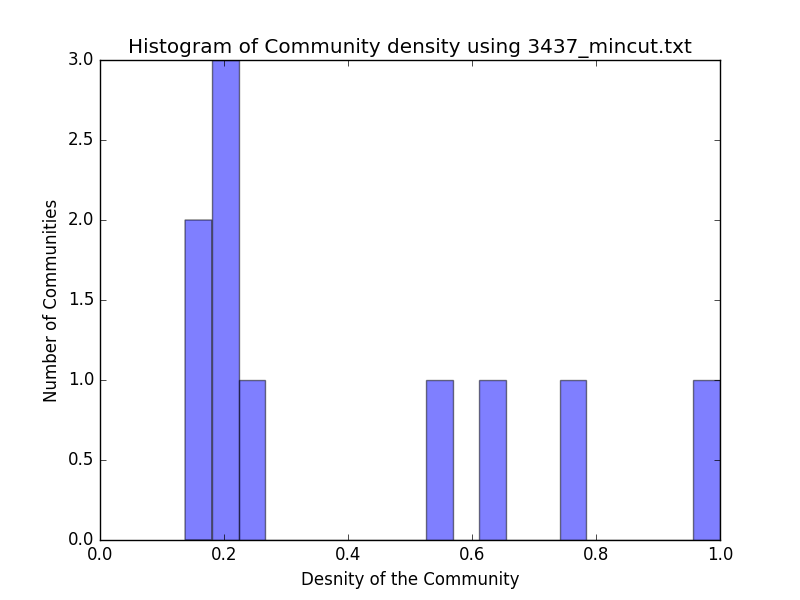 Histogram of Community density using 3437_mincut.txt
3.0
2.5
2.0
1.5
1.0
0.5
0.0
Number of Communities
0.0 0.2 0.4 0.6 0.8 1.0
Desnity of the Community